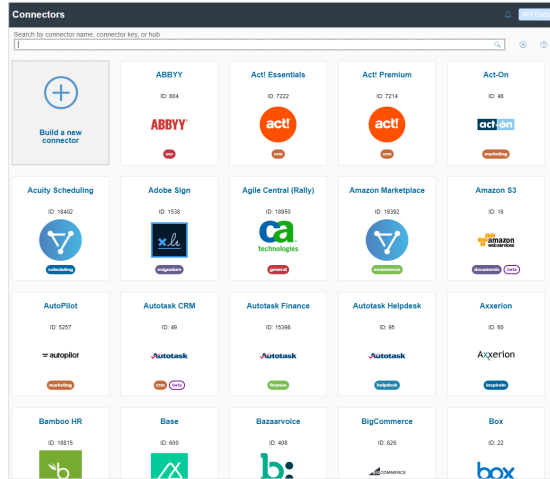 Connectors
API Docs
Search by connector name, connector key, or hub
Build a new
connector
ABBYY
ID: 804
ABBYY
ocr
Act! Essentials
ID: 7222
act!
crm
Act! Premium
ID: 7214
act!
crm
Act-On
ID: 48
act-on
marketing
Acuity Scheduling
ID: 18402
scheduling
Adobe Sign
ID: 1538
esignature
Agile Central (Rally)
ID: 18950
ca
technologies
general
Amazon Marketplace
ID: 19392
ecommerce
Amazon S3
ID: 16
amazon
web services
documents beta
AutoPilot
ID: 5257
autopilot
marketing
Autotask CRM
ID: 49
Autotask
crm beta
Autotask Finance
ID: 15398
Autotask
finance
Autotask Helpdesk
ID: 95
Autotask
helpdesk
Axxerion
ID: 60
Axxerion
inspirato
Bamboo HR
ID: 18815
b
Base
ID: 600
Bazaarvoice
ID: 408
b:
BigCommerce
ID: 826
BIGCOMMERCE
Box
ID: 22
box